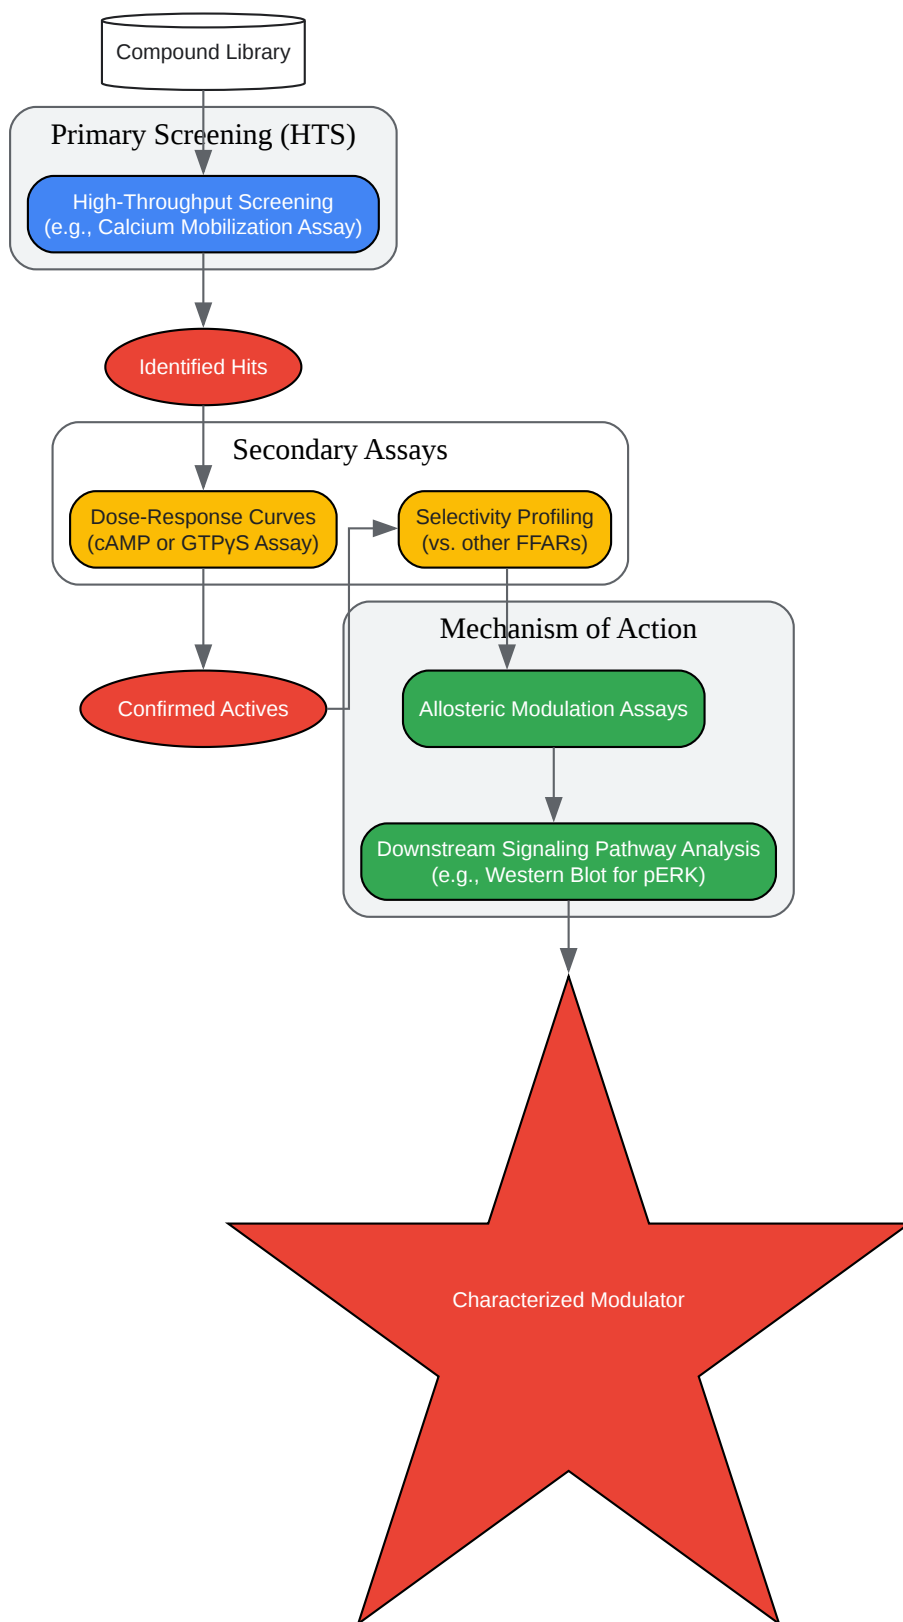 Compound Library
Primary Screening (HTS)
High-Throughput Screening
(e.g., Calcium Mobilization Assay)
Identified Hits
Secondary Assays
Dose-Response Curves
(cAMP or GTPγS Assay)
Selectivity Profiling
(vs. other FFARs)
Mechanism of Action
Confirmed Actives
Allosteric Modulation Assays
Downstream Signaling Pathway Analysis
(e.g., Western Blot for pERK)
Characterized Modulator